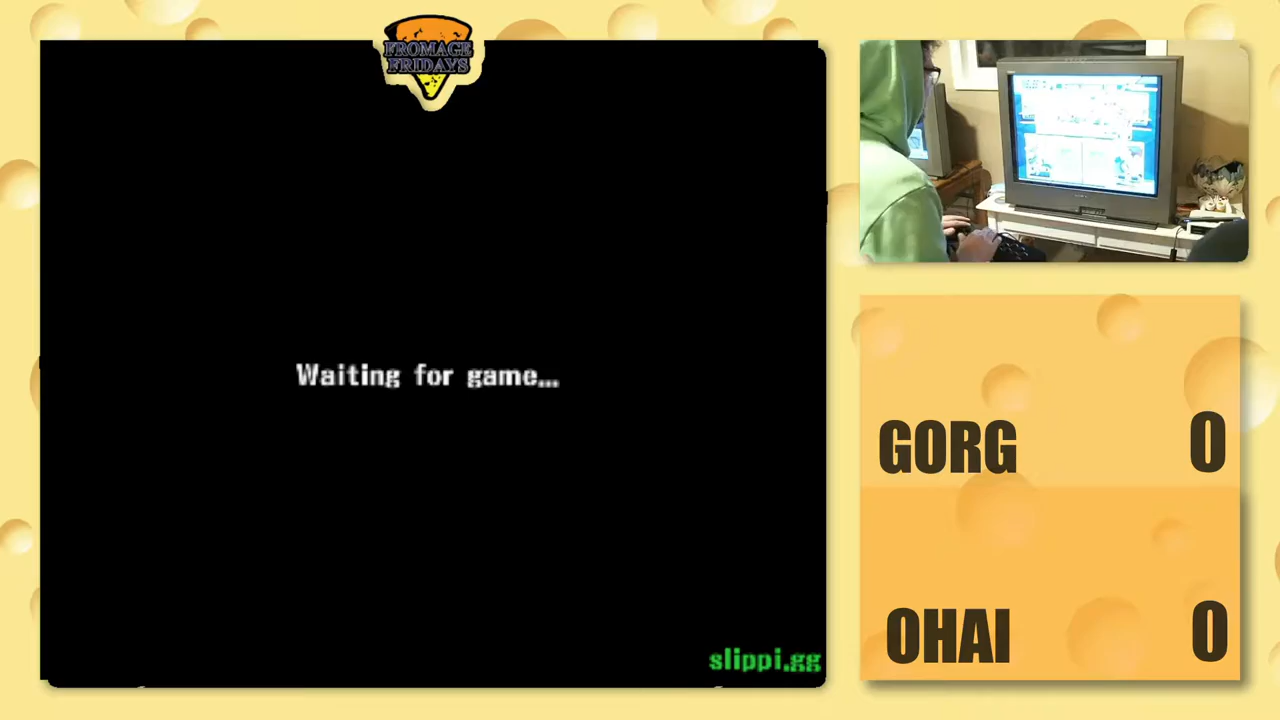 FROMAGE
FRIDAYS
Waiting for game...
slippi.gg
GORG 0
OHAI 0